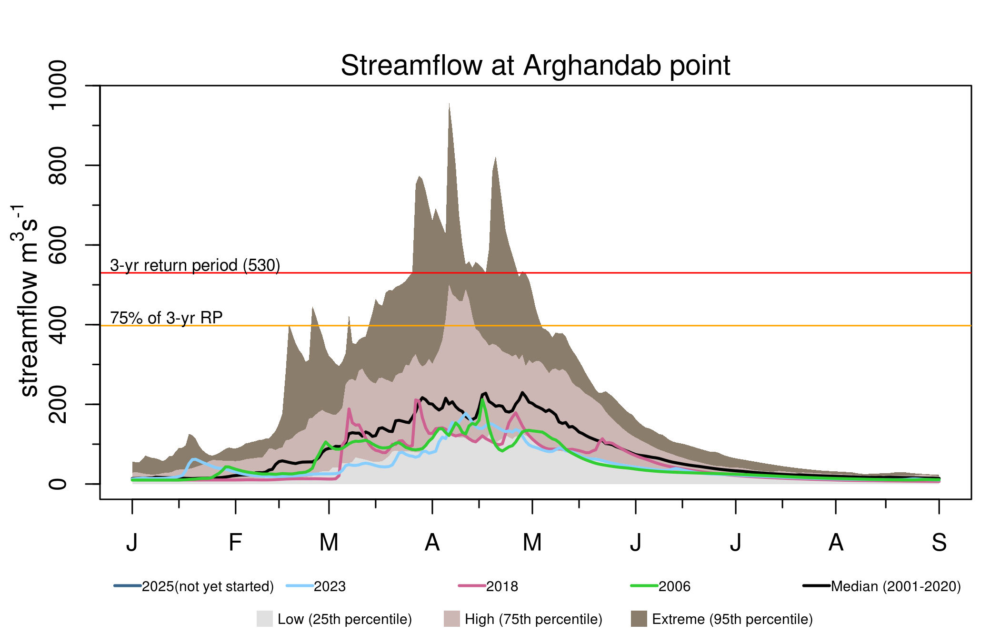 Streamflow at Arghandab point
streamflow m³s⁻¹
1000
800
600
400
200
0
3-yr return period (530)
75% of 3-yr RP
J F M A M J J A S
2025(not yet started) 2023 2018 2006 Median (2001-2020)
Low (25th percentile) High (75th percentile) Extreme (95th percentile)